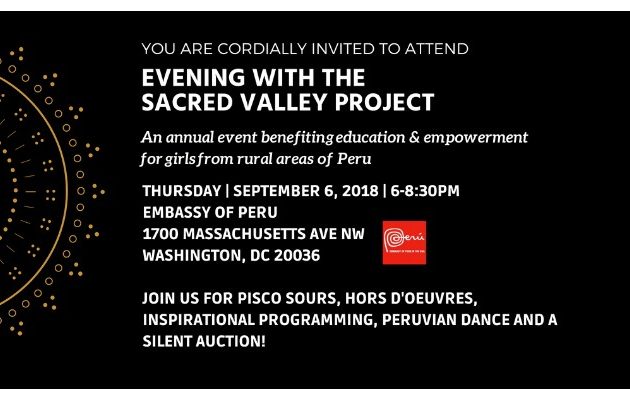 YOU ARE CORDIALLY INVITED TO ATTEND
EVENING WITH THE
SACRED VALLEY PROJECT
An annual event benefiting education & empowerment
for girls from rural areas of Peru
THURSDAY | SEPTEMBER 6, 2018 | 6-8:30PM
EMBASSY OF PERU
1700 MASSACHUSETTS AVE NW
WASHINGTON, DC 20036
Perú
JOIN US FOR PISCO SOURS, HORS D'OEUVRES,
INSPIRATIONAL PROGRAMMING, PERUVIAN DANCE AND A
SILENT AUCTION!